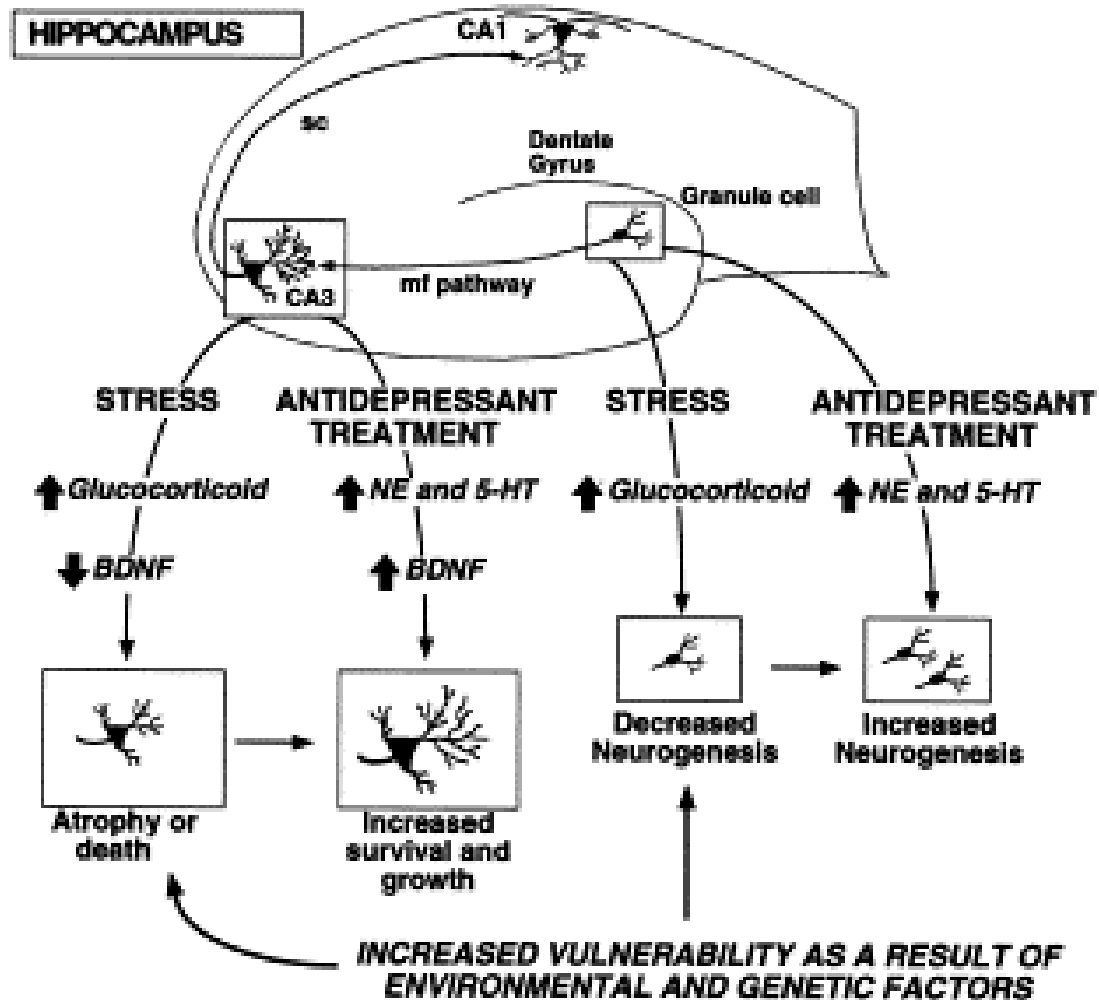 HIPPOCAMPUS
CA1
sc
Dentate
Gyrus
Granule cell
CA3
mf pathway
STRESS
ANTIDEPRESSANT
TREATMENT
STRESS
ANTIDEPRESSANT
TREATMENT
Glucocorticoid
NE and 5-HT
Glucocorticoid
NE and 5-HT
BDNF
BDNF
Atrophy or
death
Increased
survival and
growth
Decreased
Neurogenesis
Increased
Neurogenesis
INCREASED VULNERABILITY AS A RESULT OF
ENVIRONMENTAL AND GENETIC FACTORS